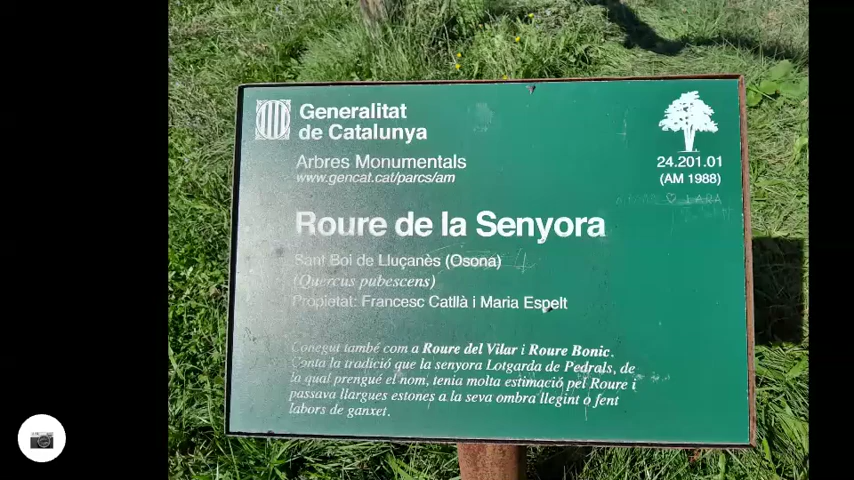 Generalitat
de Catalunya
Arbres Monumentals
www.gencat.cat/parcs/am
24.201.01
(AM 1988)
LARA
Roure de la Senyora
Sant Boi de Lluçanès (Osona)
(Quercus pubescens)
Propietat: Francesc Catllà i Maria Espelt
Conegut també com a Roure del Vilar i Roure Bonic.
Conta la tradició que la senyora Lotgarda de Pedrals, de
la qual prengué el nom, tenia molta estimació pel Roure i
passava llargues estones a la seva ombra llegint o fent
labors de ganxet.